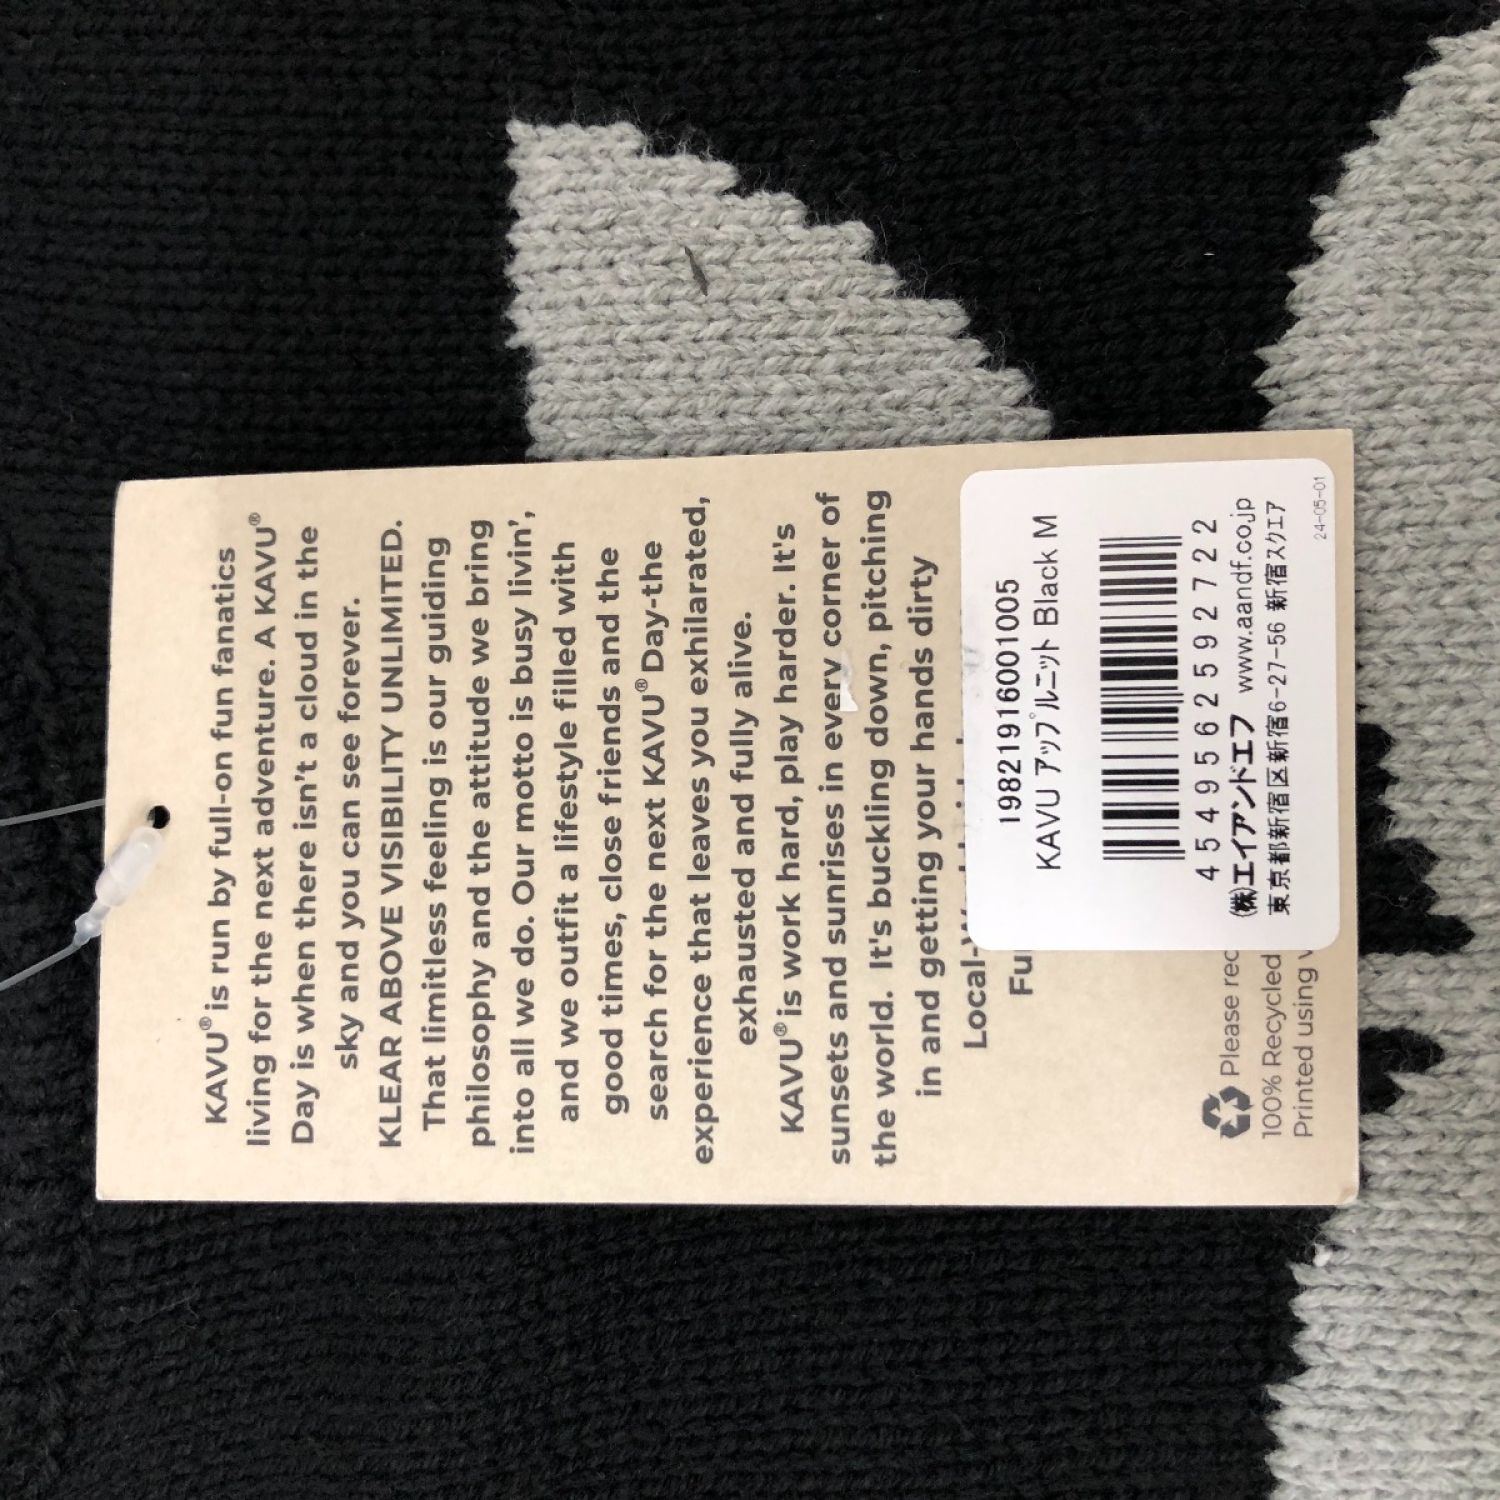 KAVU® is run by full-on fun fanatics
living for the next adventure. A KAVU®
Day is when there isn't a cloud in the
sky and you can see forever.
KLEAR ABOVE VISIBILITY UNLIMITED.
That limitless feeling is our guiding
philosophy and the attitude we bring
into all we do. Our motto is busy livin',
and we outfit a lifestyle filled with
good times, close friends and the
search for the next KAVU® Day-the
experience that leaves you exhilarated,
exhausted and fully alive.
KAVU® is work hard, play harder. It's
sunsets and sunrises in every corner of
the world. It's buckling down, pitching
in and getting your hands dirty
Please rec
100% Recycled
Printed using
1982191600​1005
KAVU アップルニット Black M
4549956259272​2
(株)エイアンドエフ www.aandf.co.jp
東京都新宿区新宿6-27-56 新宿スクエア
24-05-01